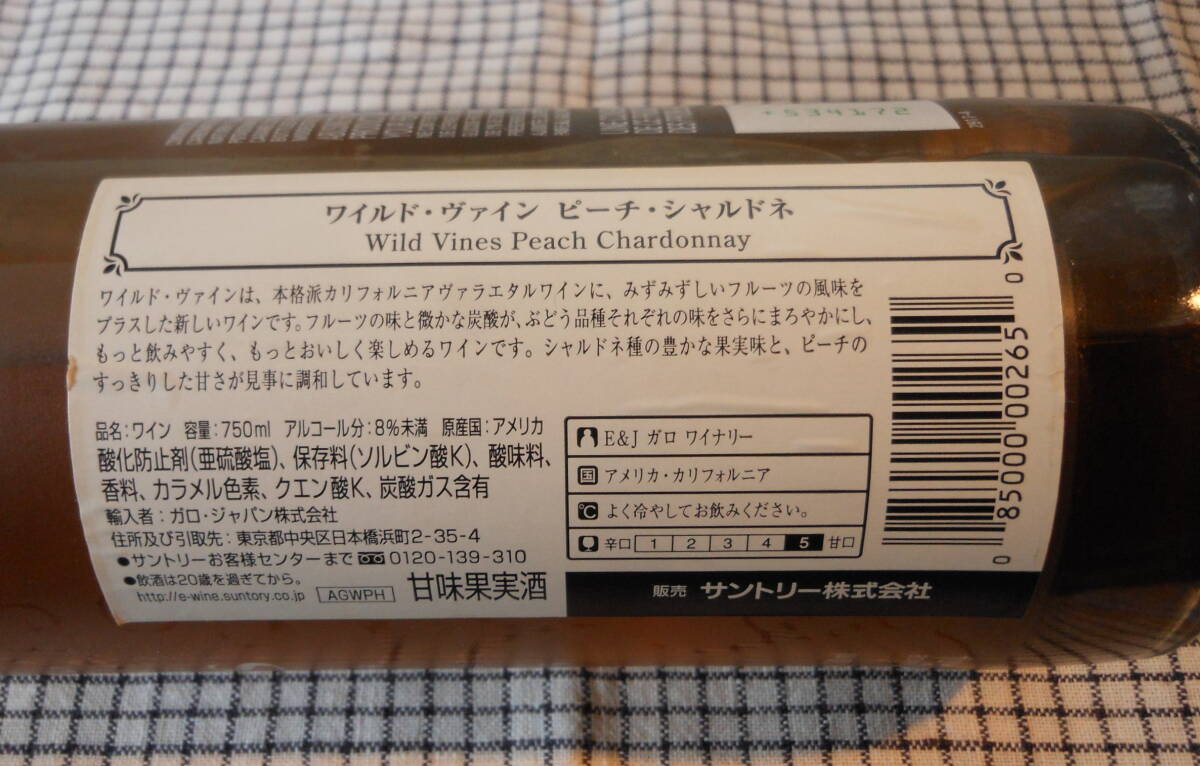 +534172
ワイルド・ヴァイン ピーチ・シャルドネ
Wild Vines Peach Chardonnay
ワイルド・ヴァインは、本格派カリフォルニアヴァラエタルワインに、みずみずしいフルーツの風味を
プラスした新しいワインです。フルーツの味と微かな炭酸が、ぶどう品種それぞれの味をさらにまろやかにし、
もっと飲みやすく、もっとおいしく楽しめるワインです。シャルドネ種の豊かな果実味と、ピーチの
すっきりした甘さが見事に調和しています。
品名:ワイン 容量:750ml アルコール分:8%未満 原産国:アメリカ
酸化防止剤(亜硫酸塩)、保存料(ソルビン酸K)、酸味料、
香料、カラメル色素、クエン酸K、炭酸ガス含有
輸入者:ガロ・ジャパン株式会社
住所及び引取先:東京都中央区日本橋浜町2-35-4
●サントリーお客様センターまで 0120-139-310
●飲酒は20歳を過ぎてから。
http://e-wine.suntory.co.jp AGWPH 甘味果実酒
E&J ガロ ワイナリー
国 アメリカ・カリフォルニア
℃ よく冷やしてお飲みください。
辛口 1 2 3 4 5 甘口
販売 サントリー株式会社
0 85000 00265 0